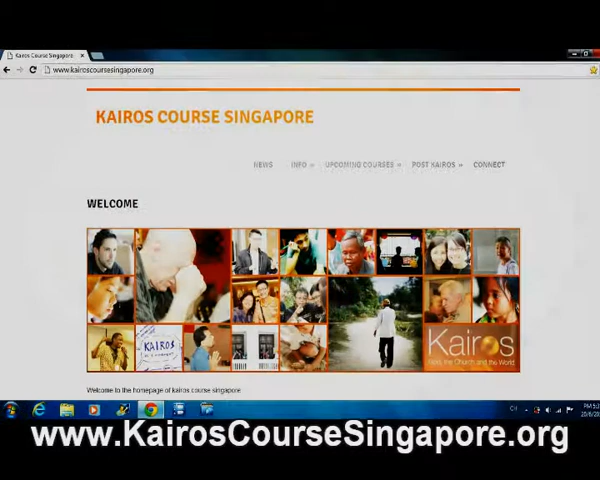 Kairos Course Singapore
www.kairoscoursesingapore.org
KAIROS COURSE SINGAPORE
NEWS INFO » UPCOMING COURSES » POST KAIROS » CONNECT
WELCOME
KAIROS
Kairos
God, the Church and the World
Welcome to the homepage of kairos course singapore
www.KairosCourseSingapore.org